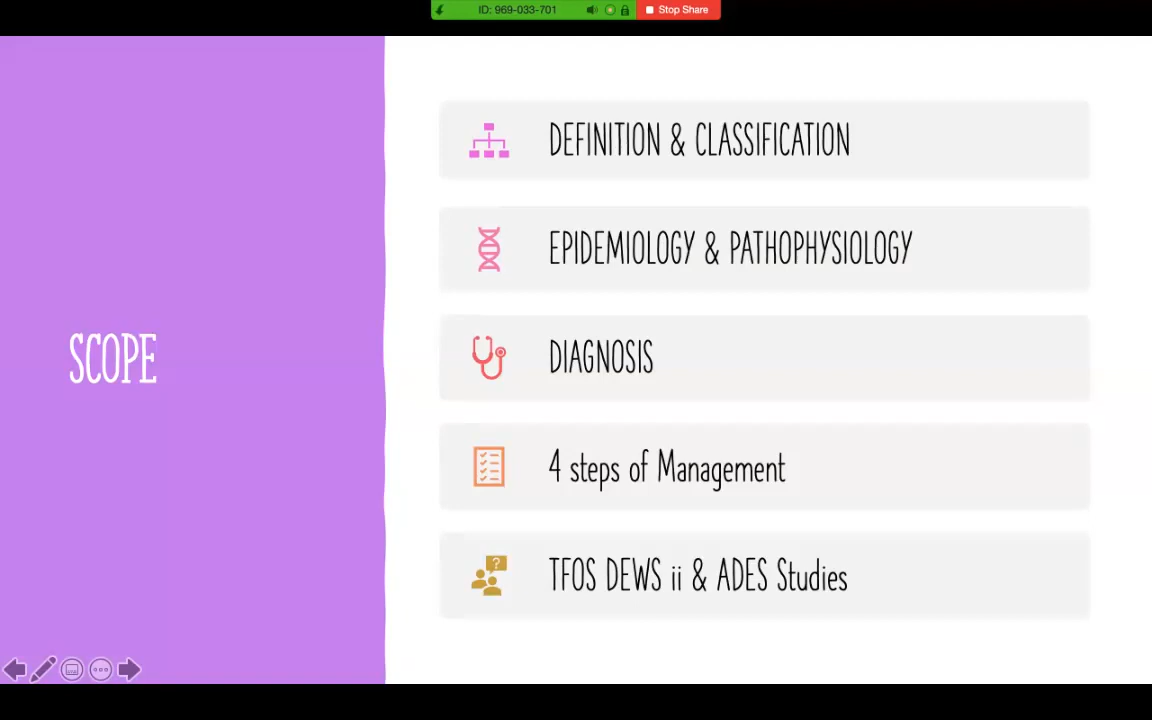 ID: 969-033-701
Stop Share
DEFINITION & CLASSIFICATION
EPIDEMIOLOGY & PATHOPHYSIOLOGY
SCOPE
DIAGNOSIS
4 steps of Management
?
TFOS DEWS ii & ADES Studies